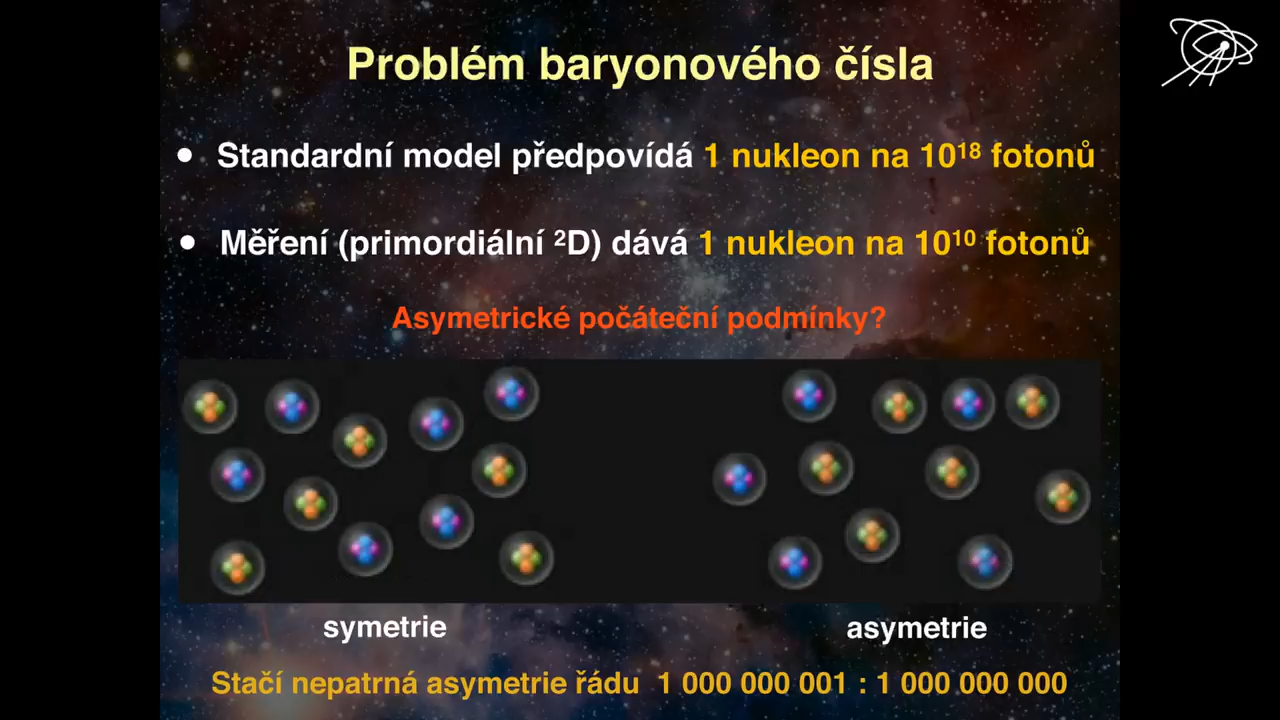 Problém baryonového čísla
• Standardní model předpovídá 1 nukleon na 10¹⁸ fotonů
• Měření (primordiální ²D) dává 1 nukleon na 10¹⁰ fotonů
Asymetrické počáteční podmínky?
symetrie
asymetrie
Stačí nepatrná asymetrie řádu 1 000 000 001 : 1 000 000 000